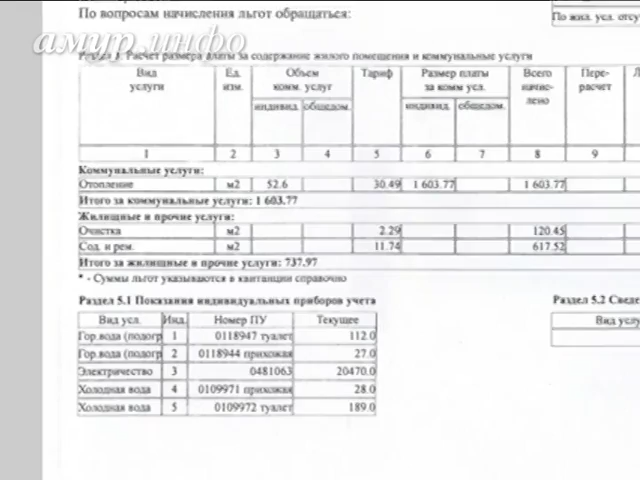 По вопросам начисления льгот обращаться:
По жил. усл. отсу
амур.инфо
Раздел 3. Расчет размера платы за содержание жилого помещения и коммунальные услуги
Вид услуги Ед. изм. Объем комм. услуг Тариф Размер платы за комм усл. Всего начис-лено Пере-расчет Л
индивид. общедом. индивид. общедом.
1 2 3 4 5 6 7 8 9
Коммунальные услуги:
Отопление м2 52.6 30.49 1 603.77 1 603.77
Итого за коммунальные услуги: 1 603.77
Жилищные и прочие услуги:
Очистка м2 2.29 120.45
Сод. и рем. м2 11.74 617.52
Итого за жилищные и прочие услуги: 737.97
* - Суммы льгот указываются в квитанции справочно
Раздел 5.1 Показания индивидуальных приборов учета
Раздел 5.2 Сведе
Вид усл. Инд. Номер ПУ Текущее
Вид услу
Гор.вода (подогр 1 0118947 туалет 112.0
Гор.вода (подогр 2 0118944 прихожая 27.0
Электричество 3 0481063 20470.0
Холодная вода 4 0109971 прихожая 28.0
Холодная вода 5 0109972 туалет 189.0